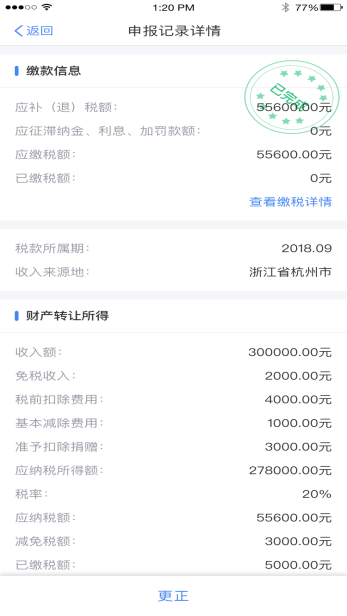 1:20 PM 77%
返回 申报记录详情
缴款信息
已完成
应补（退）税额: 55600.00元
应征滞纳金、利息、加罚款额: 0元
应缴税额: 55600.00元
已缴税额: 0元
查看缴税详情
税款所属期: 2018.09
收入来源地: 浙江省杭州市
财产转让所得
收入额: 300000.00元
免税收入: 2000.00元
税前扣除费用: 4000.00元
基本减除费用: 1000.00元
准予扣除捐赠: 3000.00元
应纳税所得额: 278000.00元
税率: 20%
应纳税额: 55600.00元
减免税额: 3000.00元
已缴税额: 5000.00元
更正